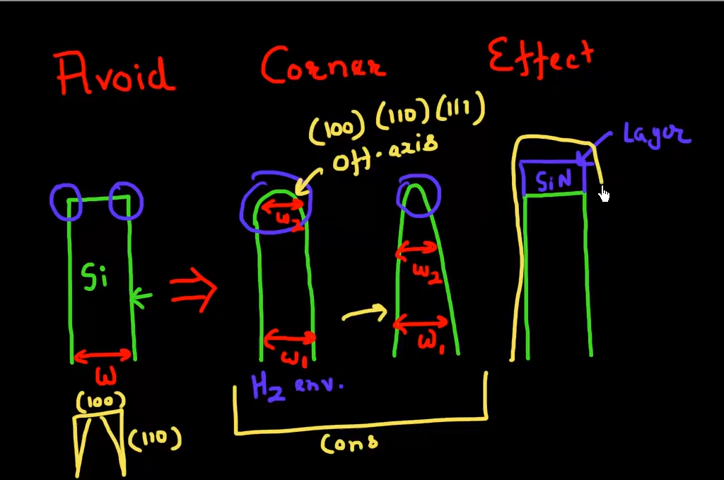 Avoid Corner Effect
(100) (110) (111)
Off-axis
Layer
SiN
Si
W2
W2
W1
W1
W
H2 env.
(100)
(110)
Cons